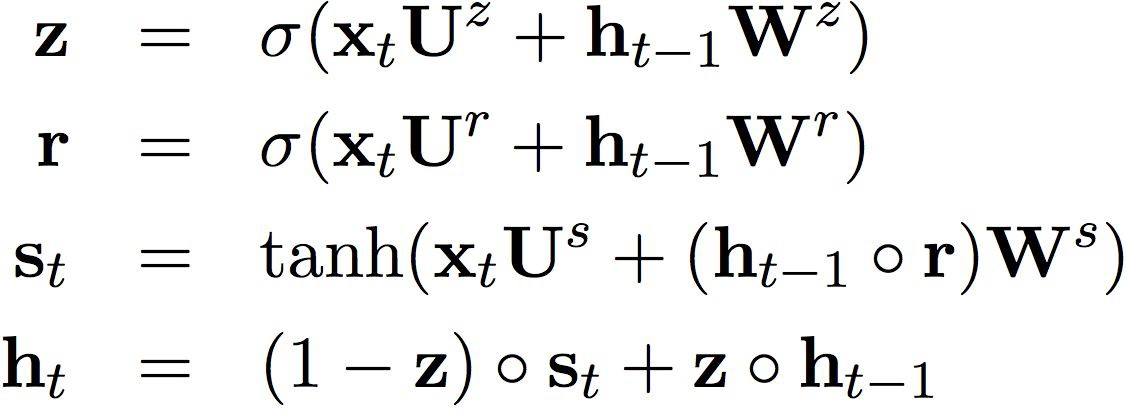 z = σ(x_t U^z + h_{t−1} W^z)
r = σ(x_t U^r + h_{t−1} W^r)
s_t = tanh(x_t U^s + (h_{t−1} ∘ r) W^s)
h_t = (1 − z) ∘ s_t + z ∘ h_{t−1}